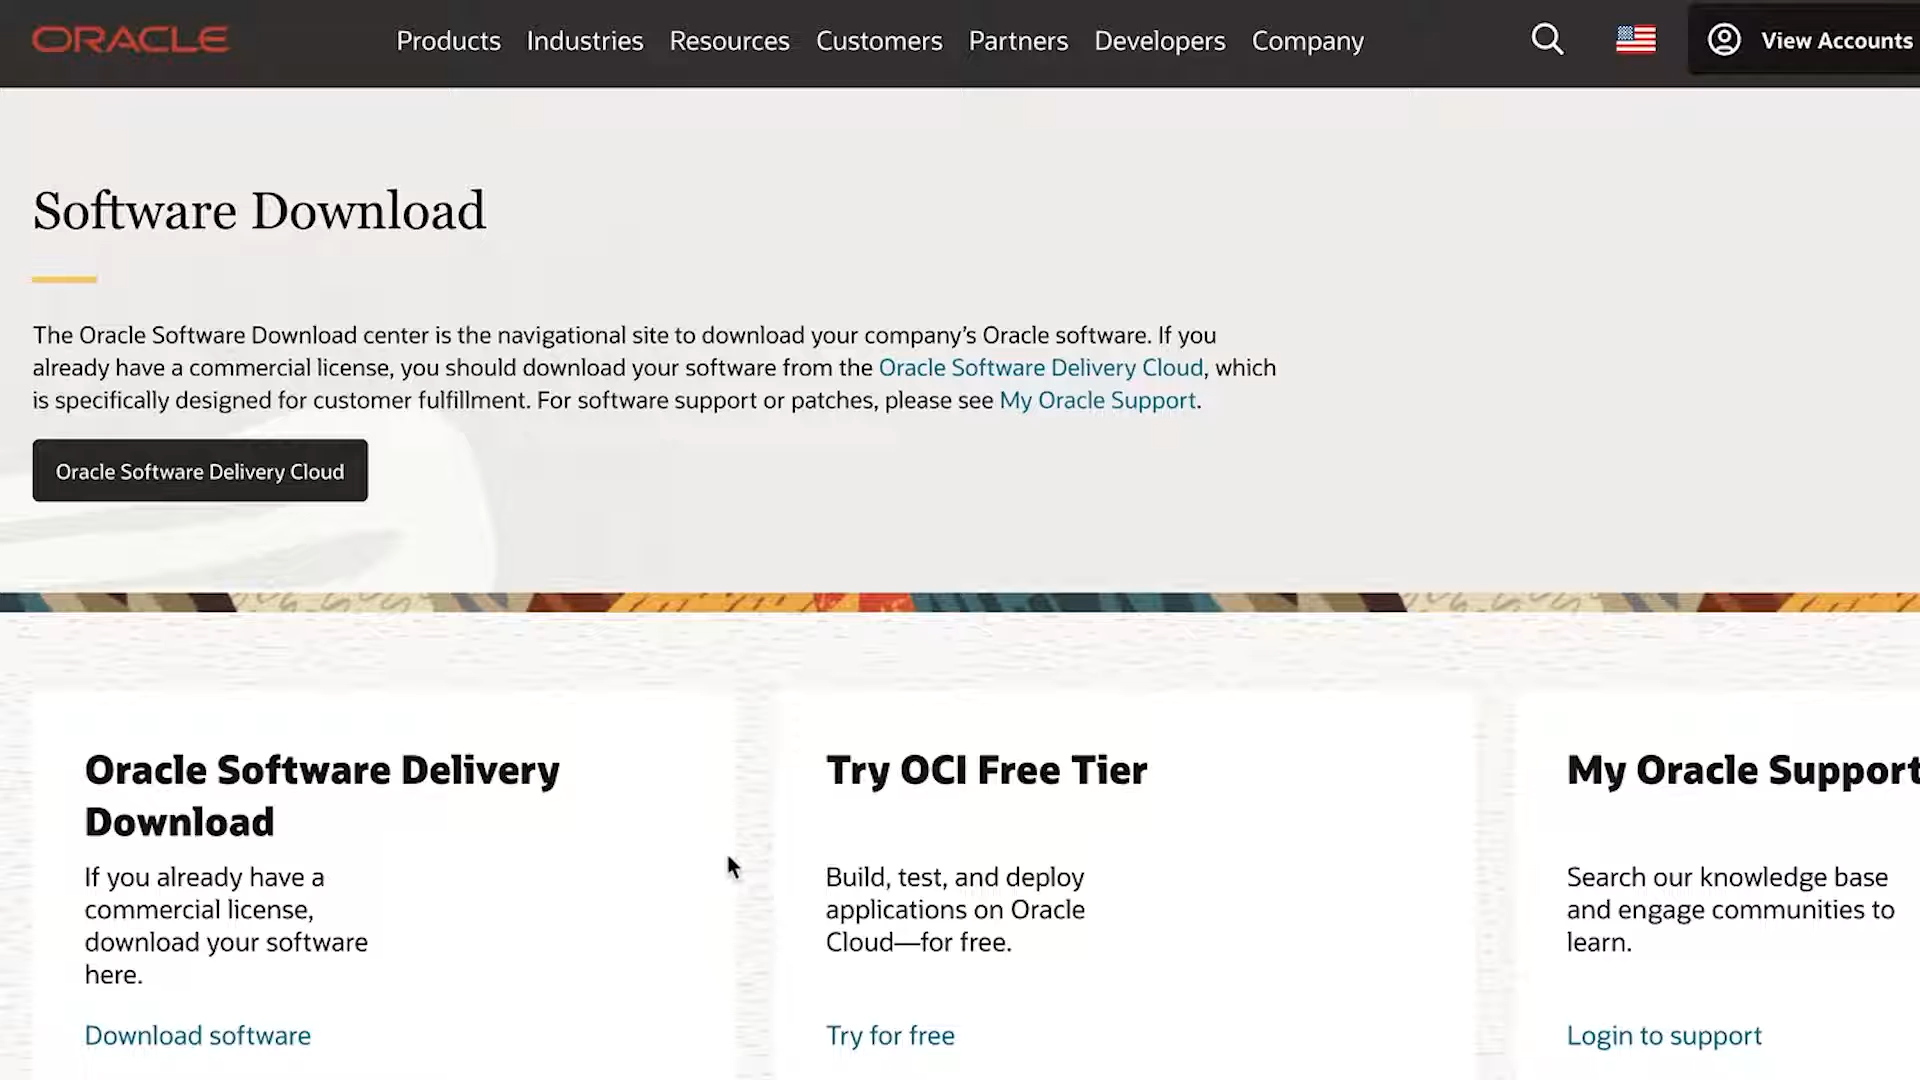 ORACLE
Products Industries Resources Customers Partners Developers Company
View Accounts
Software Download
The Oracle Software Download center is the navigational site to download your company’s Oracle software. If you
already have a commercial license, you should download your software from the Oracle Software Delivery Cloud, which
is specifically designed for customer fulfillment. For software support or patches, please see My Oracle Support.
Oracle Software Delivery Cloud
Oracle Software Delivery
Download
If you already have a
commercial license,
download your software
here.
Download software
Try OCI Free Tier
Build, test, and deploy
applications on Oracle
Cloud—for free.
Try for free
My Oracle Support
Search our knowledge base
and engage communities to
learn.
Login to support